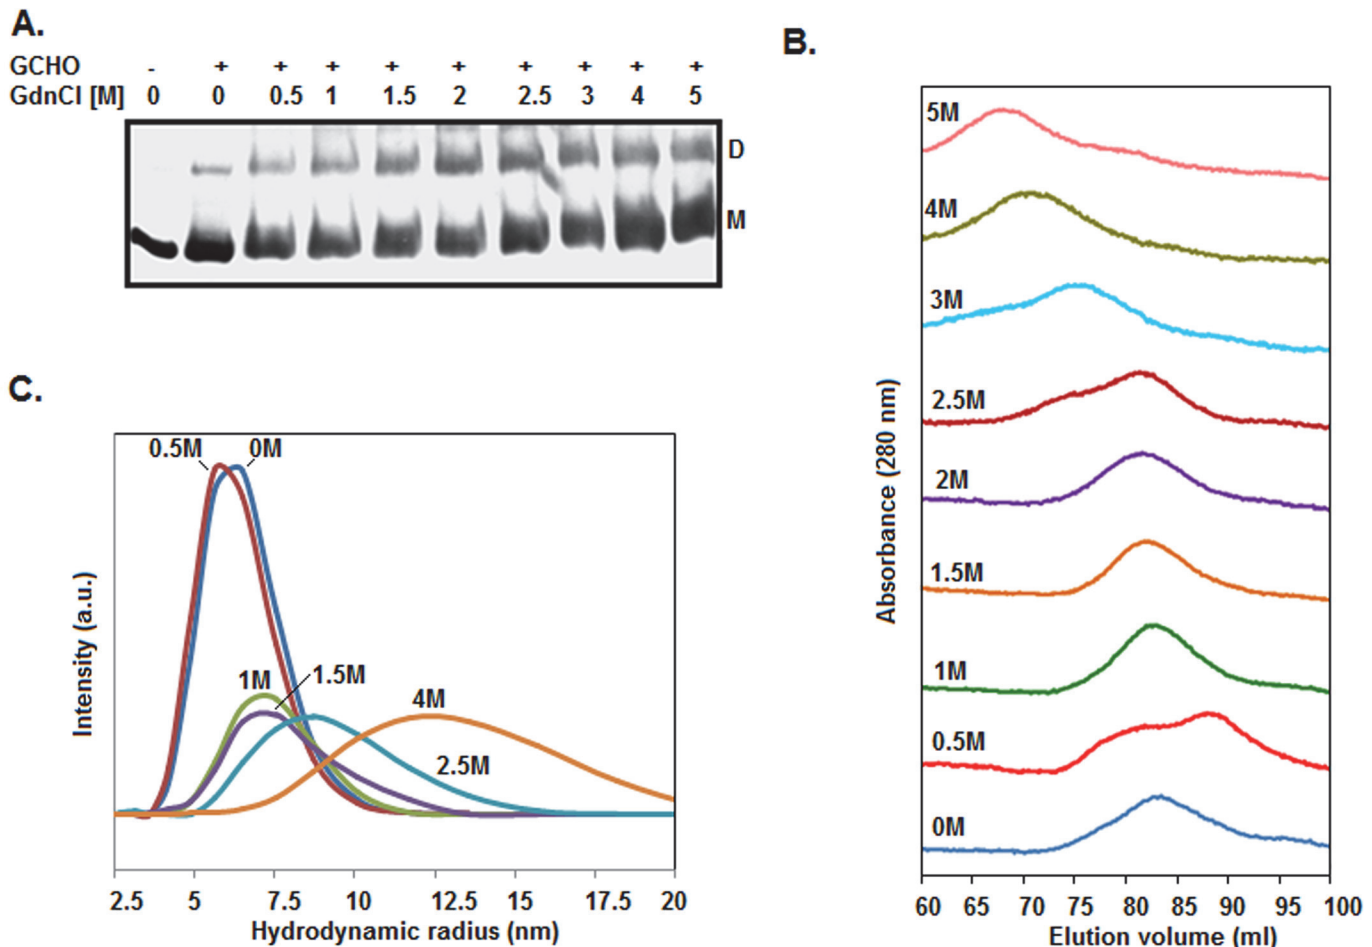 A.
GCHO - + + + + + + + + +
GdnCl [M] 0 0 0.5 1 1.5 2 2.5 3 4 5
D
M
B.
5M
4M
3M
2.5M
2M
1.5M
1M
0.5M
0M
Absorbance (280 nm)
60 65 70 75 80 85 90 95 100
Elution volume (ml)
C.
0.5M 0M
1M 1.5M
4M
2.5M
Intensity (a.u.)
2.5 5 7.5 10 12.5 15 17.5 20
Hydrodynamic radius (nm)